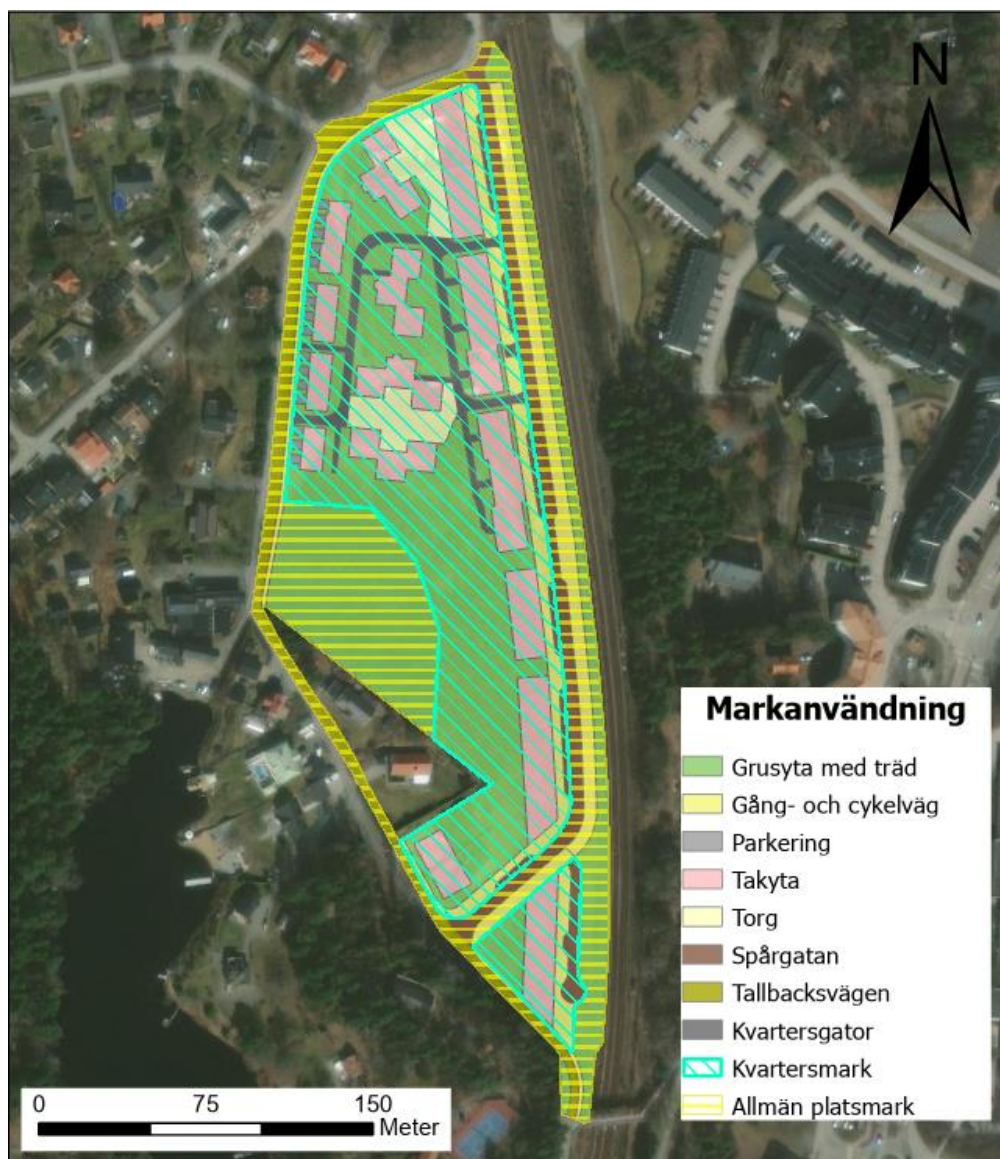 N
Markanvändning
Grusyta med träd
Gång- och cykelväg
Parkering
Takyta
Torg
Spårgatan
Tallbacksvägen
Kvartersgator
Kvartersmark
Allmän platsmark
0 75 150
Meter